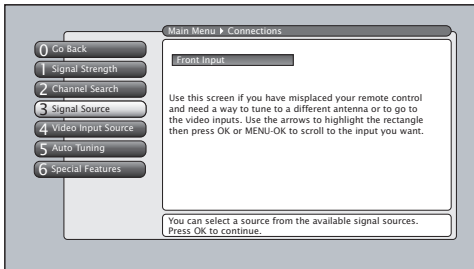 Main Menu ▸ Connections
0 Go Back
1 Signal Strength
2 Channel Search
3 Signal Source
4 Video Input Source
5 Auto Tuning
6 Special Features
Front Input
Use this screen if you have misplaced your remote control
and need a way to tune to a different antenna or to go to
the video inputs. Use the arrows to highlight the rectangle
then press OK or MENU-OK to scroll to the input you want.
You can select a source from the available signal sources.
Press OK to continue.